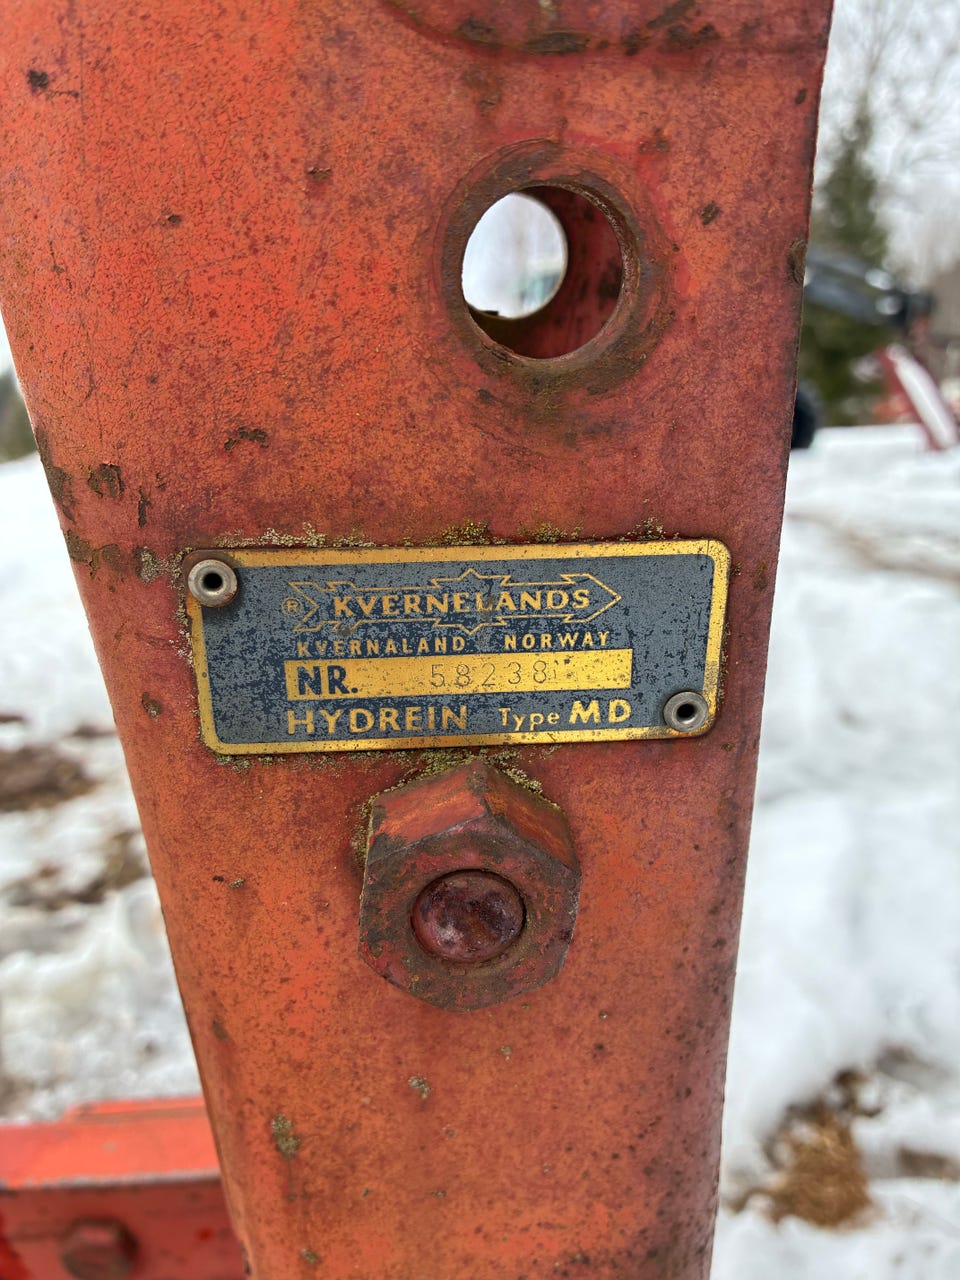 ® KVERNELANDS
KVERNALAND NORWAY
NR. 58238
HYDREIN Type MD